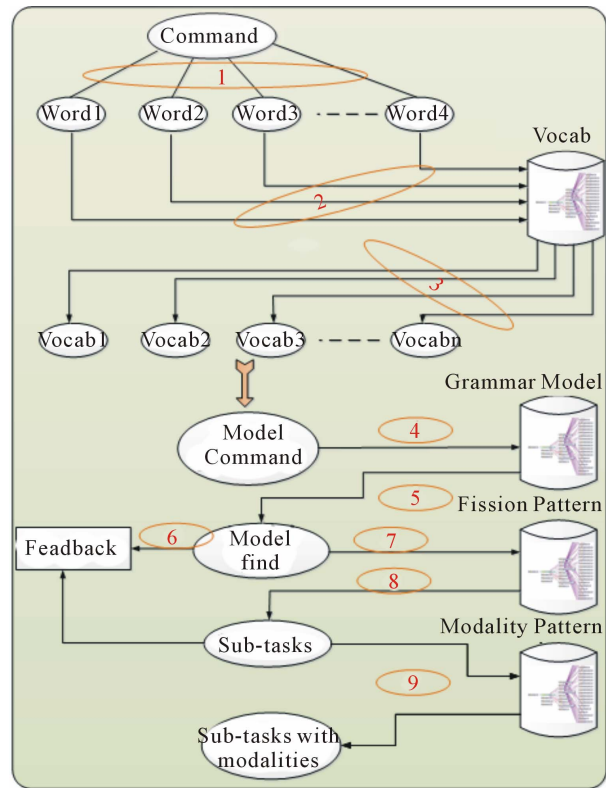 Command
1
Word1 Word2 Word3 Word4
Vocab
2
3
Vocab1 Vocab2 Vocab3 Vocabn
Grammar Model
Model
Command
4
5
Fission Pattern
Feadback
6
Model
find
7
8
Modality Pattern
Sub-tasks
9
Sub-tasks with
modalities